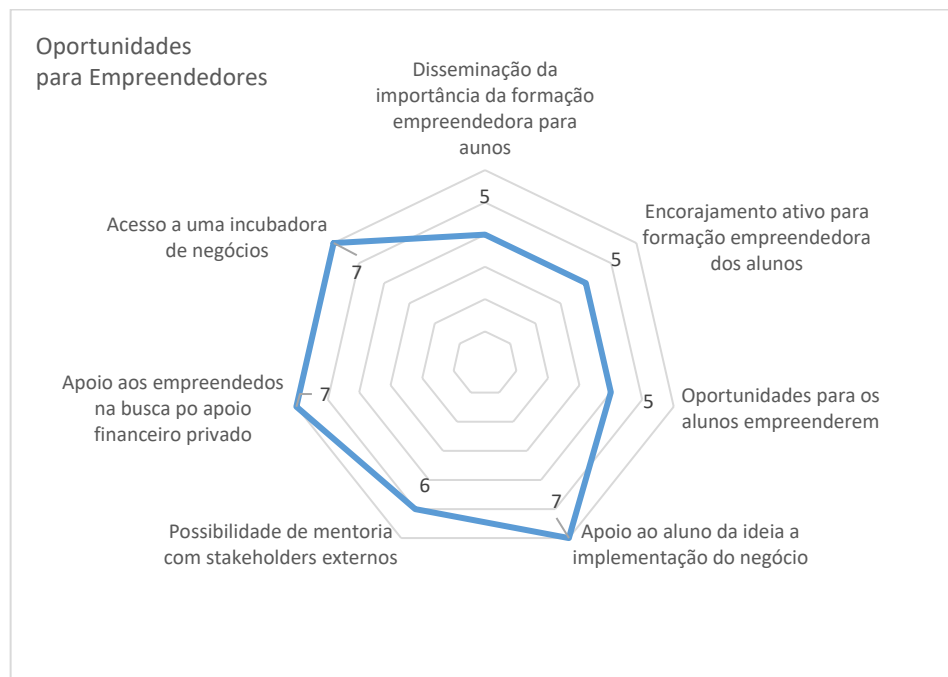 Oportunidades
para Empreendedores
Disseminação da
importância da formação
empreendedora para
aunos
5
Encorajamento ativo para
formação empreendedora
dos alunos
5
Oportunidades para os
alunos empreenderem
5
Apoio ao aluno da ideia a
implementação do negócio
7
Possibilidade de mentoria
com stakeholders externos
6
Apoio aos empreendedos
na busca po apoio
financeiro privado
7
Acesso a uma incubadora
de negócios
7